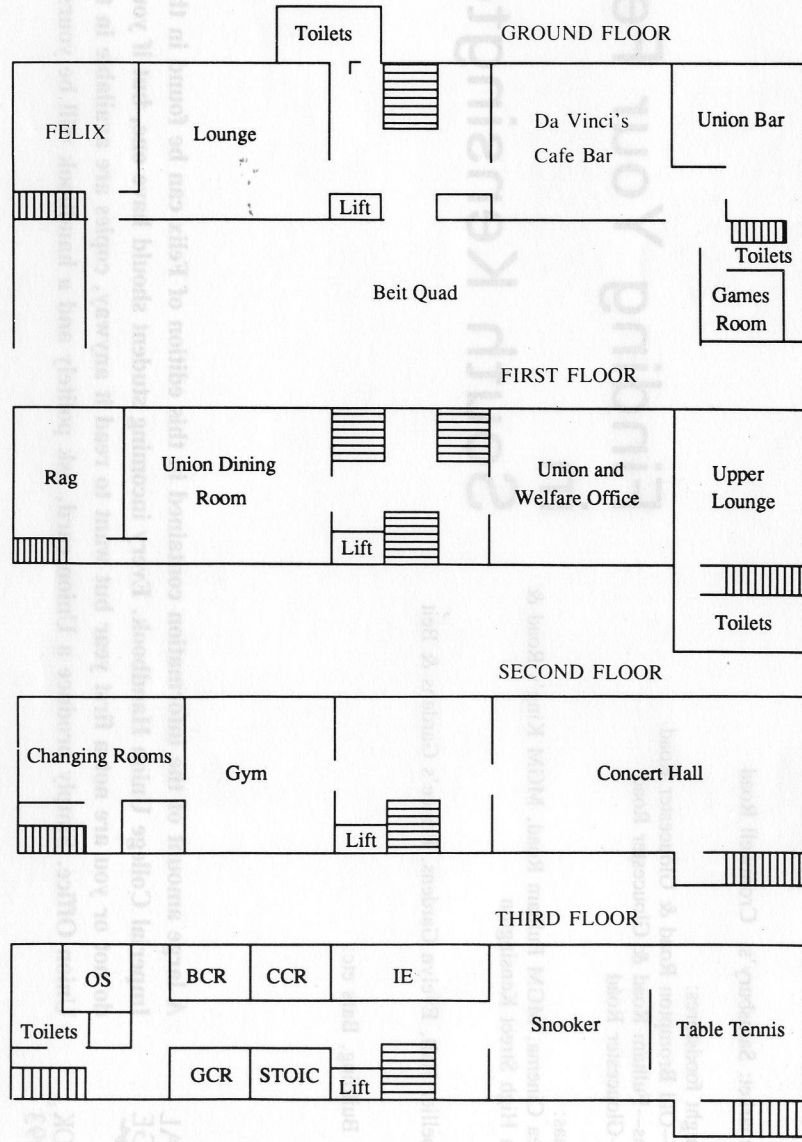 GROUND FLOOR
Toilets
FELIX
Lounge
Da Vinci's
Cafe Bar
Union Bar
Lift
Toilets
Beit Quad
Games
Room
FIRST FLOOR
Rag
Union Dining
Room
Union and
Welfare Office
Upper
Lounge
Lift
Toilets
SECOND FLOOR
Changing Rooms
Gym
Concert Hall
Lift
THIRD FLOOR
OS
BCR
CCR
IE
Toilets
Snooker
Table Tennis
GCR
STOIC
Lift